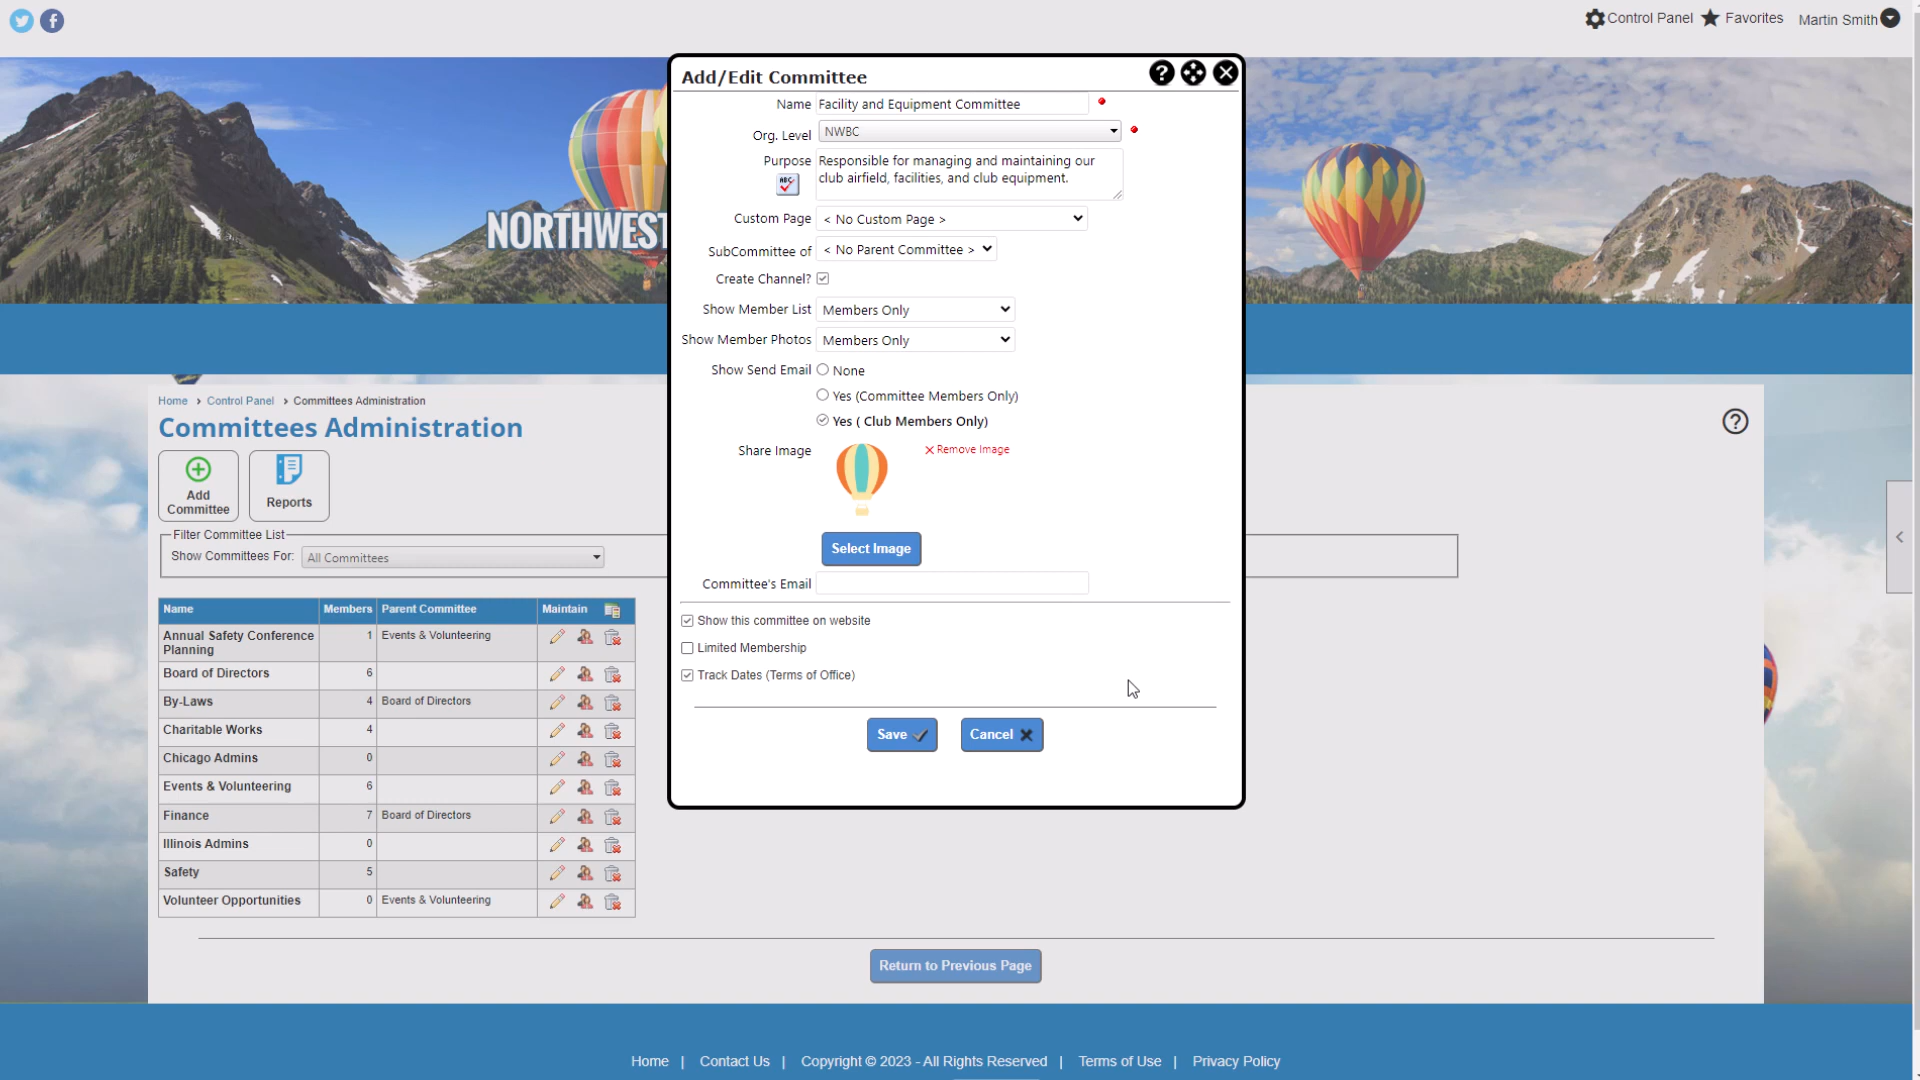 Control Panel Favorites Martin Smith
NORTHWEST
Add/Edit Committee
Name Facility and Equipment Committee
Org. Level NWBC
Purpose Responsible for managing and maintaining our
club airfield, facilities, and club equipment.
ABC
Custom Page < No Custom Page >
SubCommittee of < No Parent Committee >
Create Channel?
Show Member List Members Only
Show Member Photos Members Only
Show Send Email None
Yes (Committee Members Only)
Yes ( Club Members Only)
Share Image Remove Image
Select Image
Committee's Email
Show this committee on website
Limited Membership
Track Dates (Terms of Office)
Save Cancel
Home › Control Panel › Committees Administration
Committees Administration
Add
Committee
Reports
Filter Committee List
Show Committees For: All Committees
Name Members Parent Committee Maintain
Annual Safety Conference
Planning 1 Events & Volunteering
Board of Directors 6
By-Laws 4 Board of Directors
Charitable Works 4
Chicago Admins 0
Events & Volunteering 6
Finance 7 Board of Directors
Illinois Admins 0
Safety 5
Volunteer Opportunities 0 Events & Volunteering
Return to Previous Page
Home | Contact Us | Copyright © 2023 - All Rights Reserved | Terms of Use | Privacy Policy